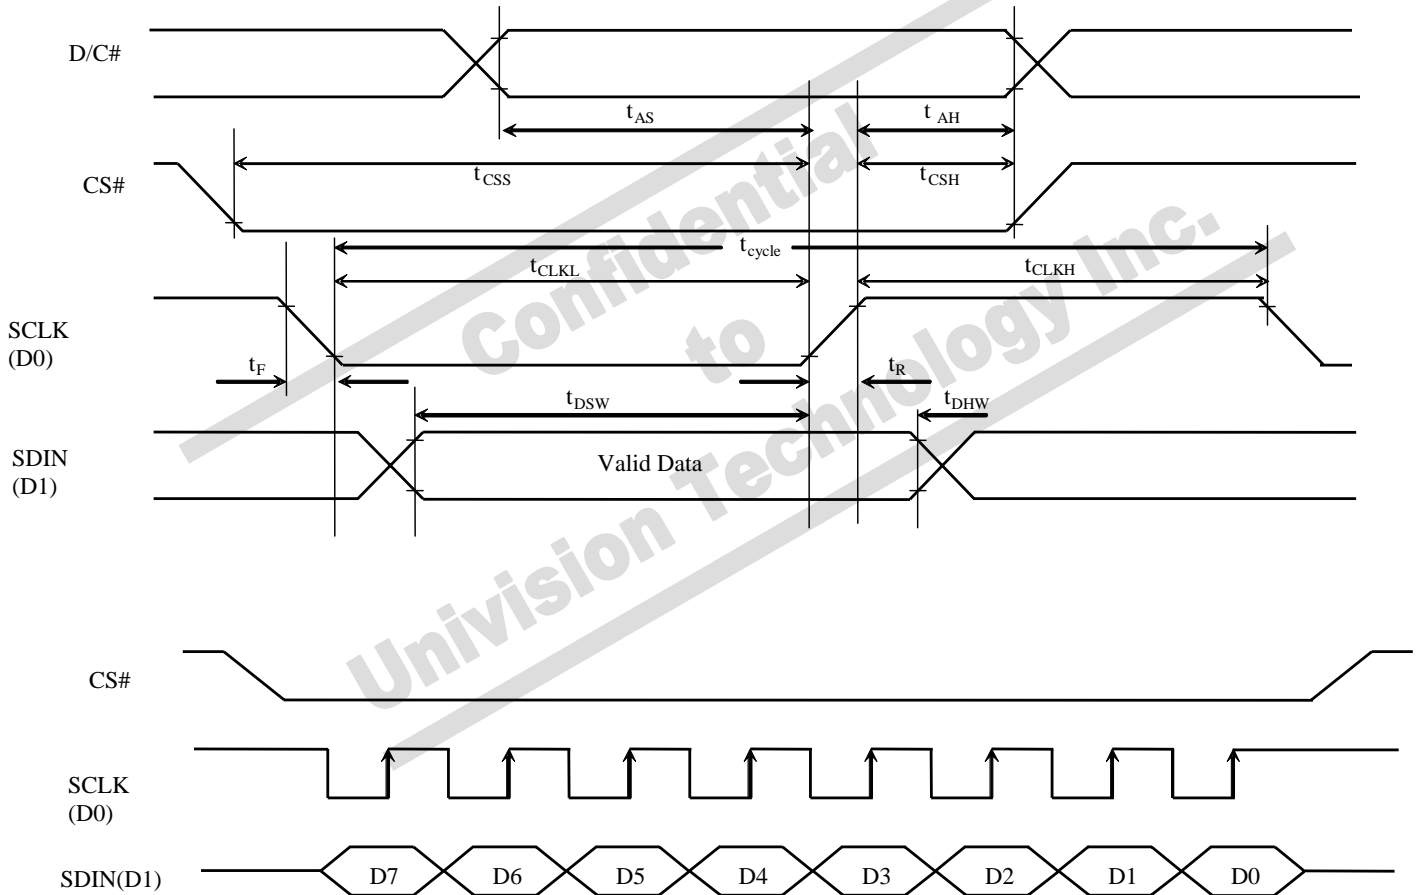 D/C#
tAS
t AH
CS#
tCSS
tCSH
tcycle
tCLKL
tCLKH
SCLK
(D0)
tF
tR
tDSW
tDHW
SDIN
(D1)
Valid Data
Confidential
to
Univision Technology Inc.
CS#
SCLK
(D0)
SDIN(D1)
D7 D6 D5 D4 D3 D2 D1 D0